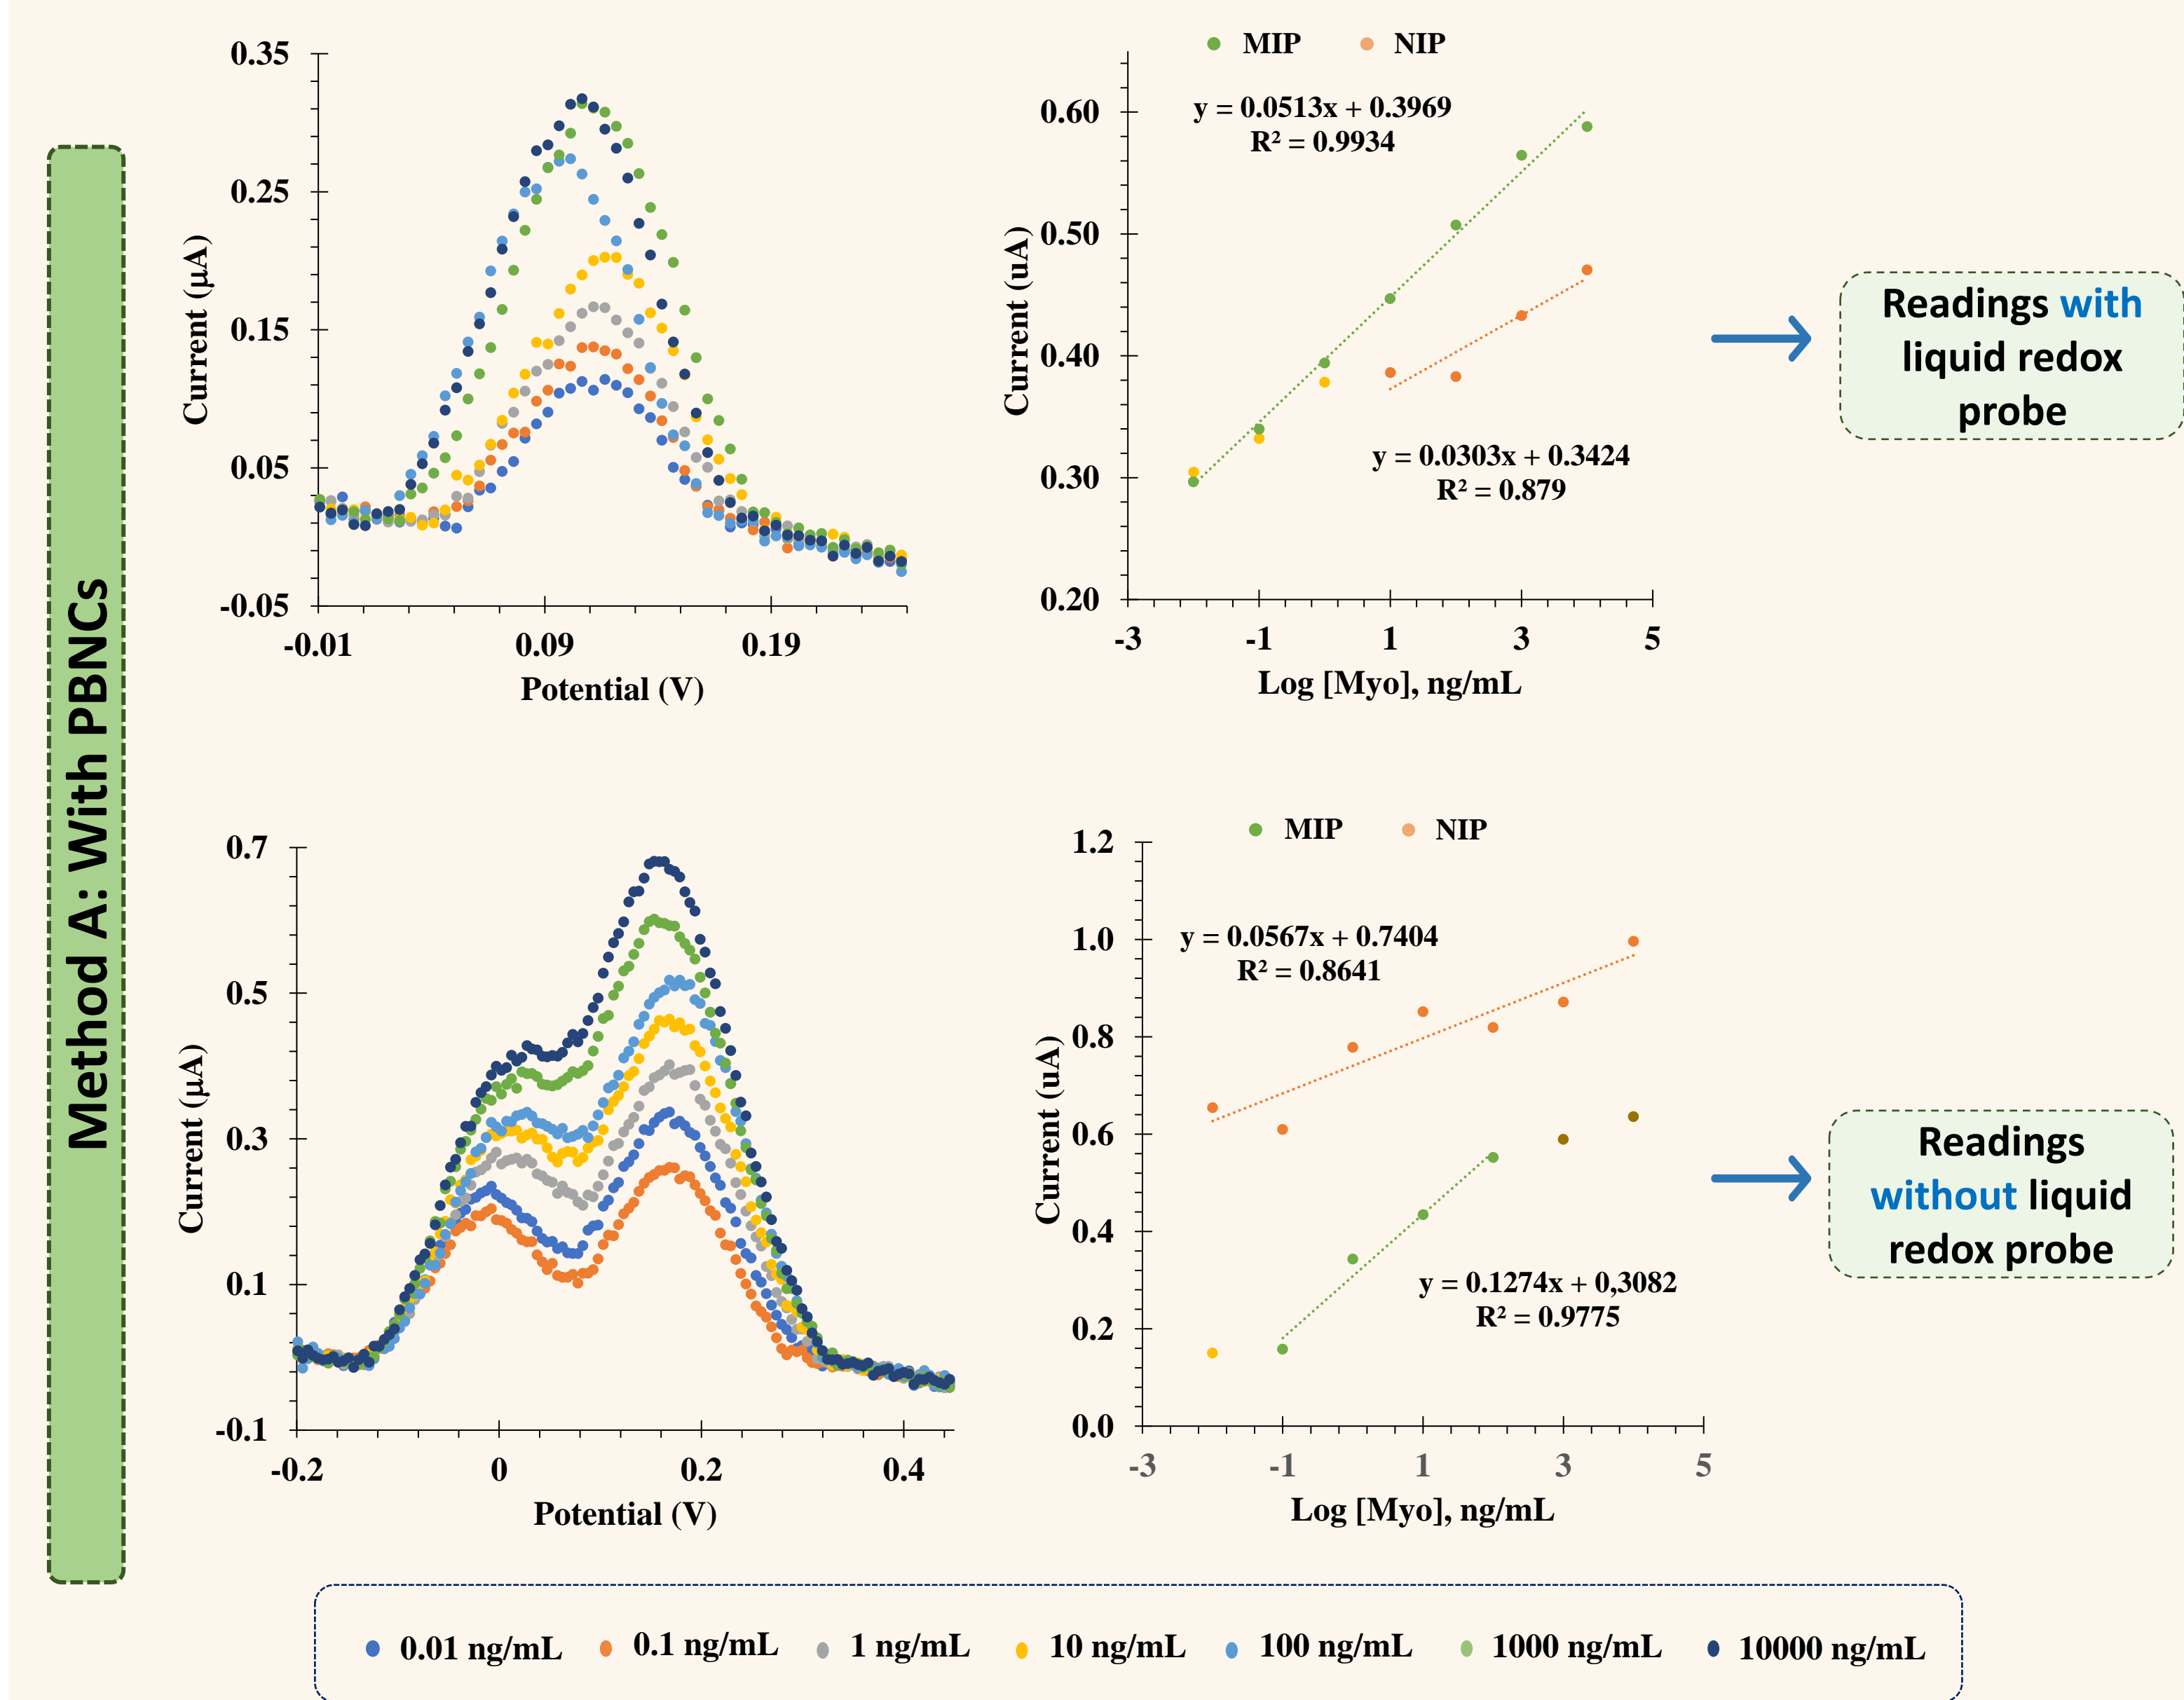 Method A: With PBNCs
0.35
0.25
0.15
0.05
-0.05
Current (µA)
-0.01 0.09 0.19
Potential (V)
MIP NIP
y = 0.0513x + 0.3969
R² = 0.9934
0.60
0.50
0.40
0.30
0.20
Current (uA)
y = 0.0303x + 0.3424
R² = 0.879
-3 -1 1 3 5
Log [Myo], ng/mL
Readings with
liquid redox
probe
0.7
0.5
0.3
0.1
-0.1
Current (µA)
-0.2 0 0.2 0.4
Potential (V)
MIP NIP
1.2
1.0
0.8
0.6
0.4
0.2
0.0
Current (uA)
y = 0.0567x + 0.7404
R² = 0.8641
y = 0.1274x + 0,3082
R² = 0.9775
-3 -1 1 3 5
Log [Myo], ng/mL
Readings
without liquid
redox probe
0.01 ng/mL 0.1 ng/mL 1 ng/mL 10 ng/mL 100 ng/mL 1000 ng/mL 10000 ng/mL